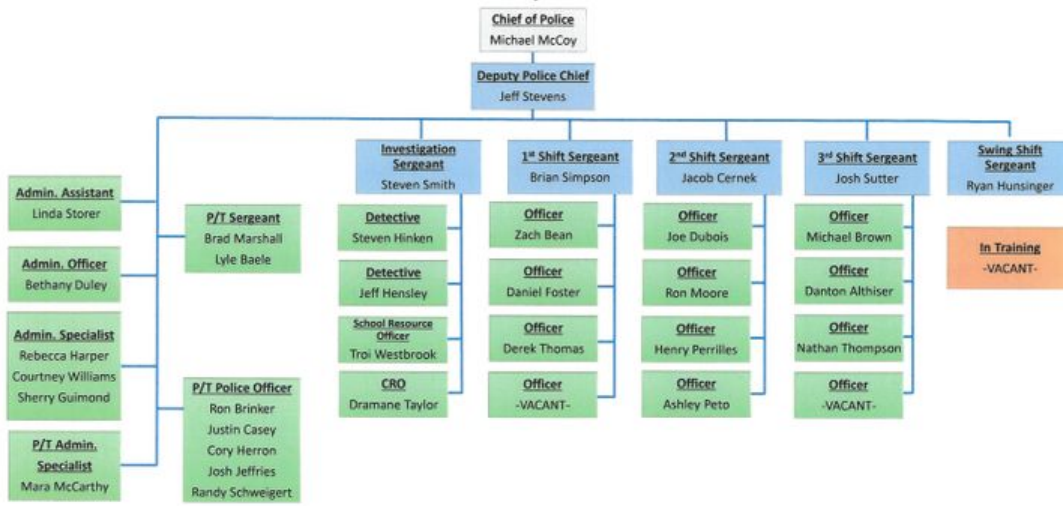 Chief of Police
Michael McCoy
Deputy Police Chief
Jeff Stevens
Admin. Assistant
Linda Storer
Admin. Officer
Bethany Duley
Admin. Specialist
Rebecca Harper
Courtney Williams
Sherry Guimond
P/T Admin.
Specialist
Mara McCarthy
P/T Sergeant
Brad Marshall
Lyle Baele
P/T Police Officer
Ron Brinker
Justin Casey
Cory Herron
Josh Jeffries
Randy Schweigert
Investigation
Sergeant
Steven Smith
Detective
Steven Hinken
Detective
Jeff Hensley
School Resource
Officer
Troi Westbrook
CRO
Dramane Taylor
1st Shift Sergeant
Brian Simpson
Officer
Zach Bean
Officer
Daniel Foster
Officer
Derek Thomas
Officer
-VACANT-
2nd Shift Sergeant
Jacob Cernek
Officer
Joe Dubois
Officer
Ron Moore
Officer
Henry Perrilles
Officer
Ashley Peto
3rd Shift Sergeant
Josh Sutter
Officer
Michael Brown
Officer
Danton Althiser
Officer
Nathan Thompson
Officer
-VACANT-
Swing Shift
Sergeant
Ryan Hunsinger
In Training
-VACANT-